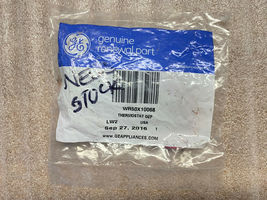 GE
genuine
renewal part
NEW
STOCK
WR50X10068
THERMOSTAT DEF
LWZ USA
Sep 27, 2016 1
WWW.GEAPPLIANCES.COM